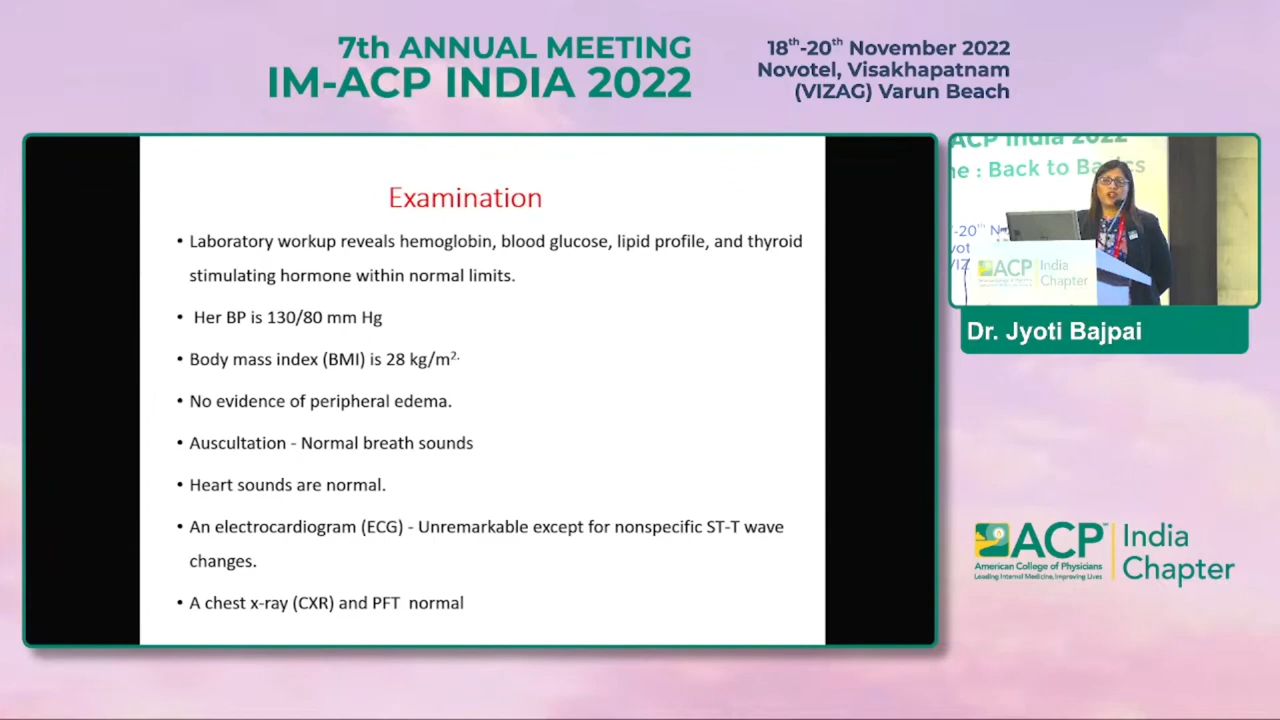 7th ANNUAL MEETING
IM-ACP INDIA 2022
18th-20th November 2022
Novotel, Visakhapatnam
(VIZAG) Varun Beach
Examination
• Laboratory workup reveals hemoglobin, blood glucose, lipid profile, and thyroid
stimulating hormone within normal limits.
• Her BP is 130/80 mm Hg
• Body mass index (BMI) is 28 kg/m2.
• No evidence of peripheral edema.
• Auscultation - Normal breath sounds
• Heart sounds are normal.
• An electrocardiogram (ECG) - Unremarkable except for nonspecific ST-T wave
changes.
• A chest x-ray (CXR) and PFT normal
ACP India 2022
: Back to Basics
ACP India
Chapter
Dr. Jyoti Bajpai
ACP™ India
American College of Physicians Chapter
Leading Internal Medicine, Improving Lives